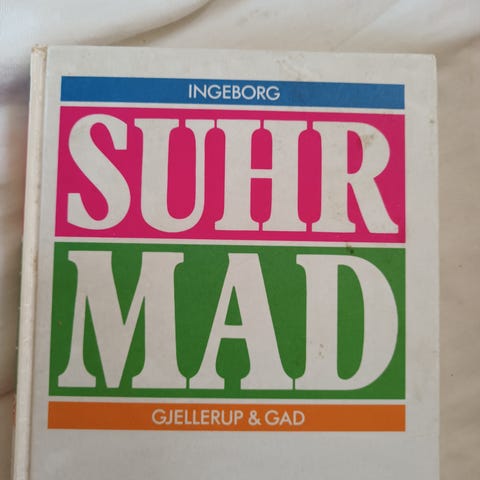 INGEBORG
SUHR
MAD
GJELLERUP & GAD